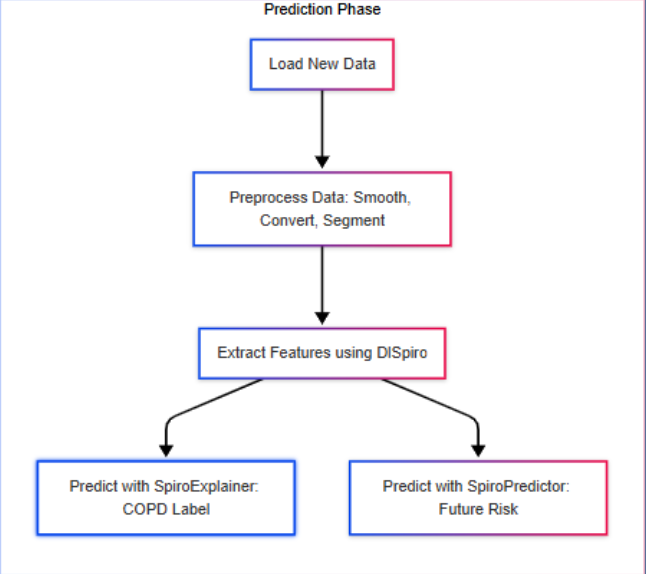 Prediction Phase
Load New Data
Preprocess Data: Smooth,
Convert, Segment
Extract Features using DISpiro
Predict with SpiroExplainer:
COPD Label
Predict with SpiroPredictor:
Future Risk